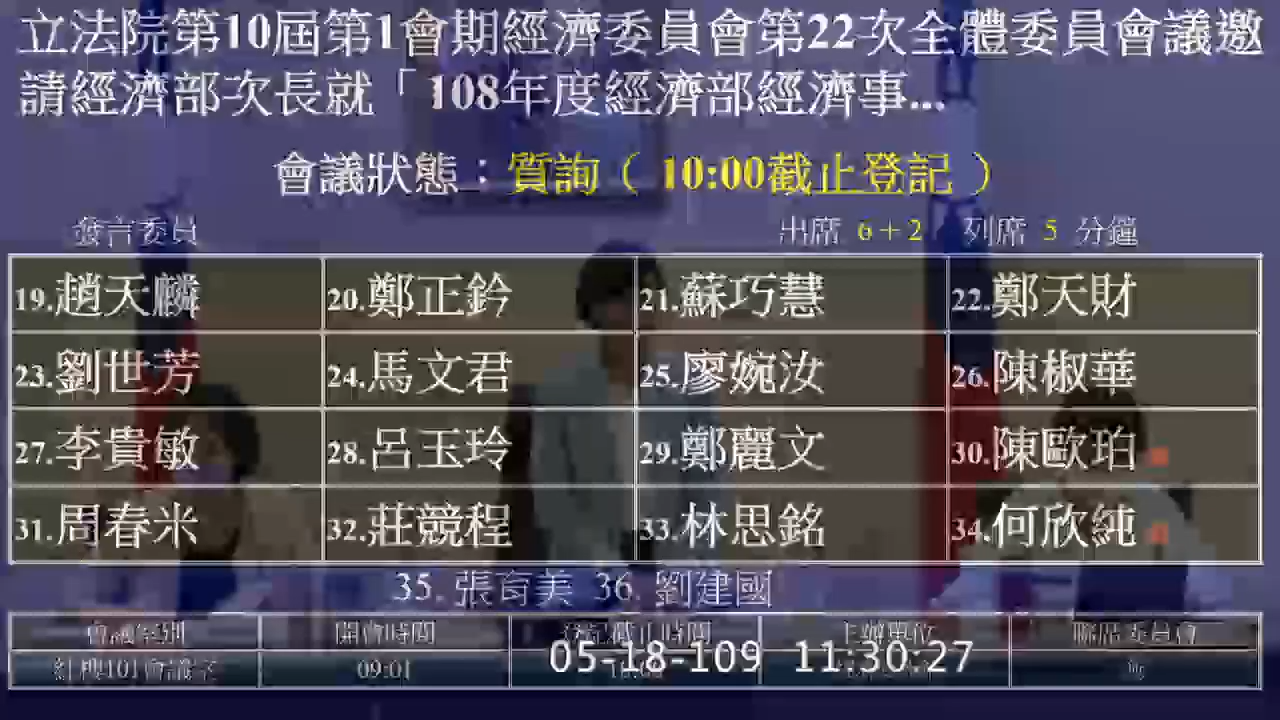 立法院第10屆第1會期經濟委員會第22次全體委員會議邀
請經濟部次長就「108年度經濟部經濟事...
會議狀態：質詢（ 10:00截止登記 ）
發言委員 出席 6+2 列席 5 分鐘
19.趙天麟 20.鄭正鈐 21.蘇巧慧 22.鄭天財
23.劉世芳 24.馬文君 25.廖婉汝 26.陳椒華
27.李貴敏 28.呂玉玲 29.鄭麗文 30.陳歐珀
31.周春米 32.莊競程 33.林思銘 34.何欣純
35. 張育美 36. 劉建國
會議室別 開會時間 登記截止時間 主辦單位 聯席委員會
紅樓101會議室 09:01
05-18-109 11:30:27